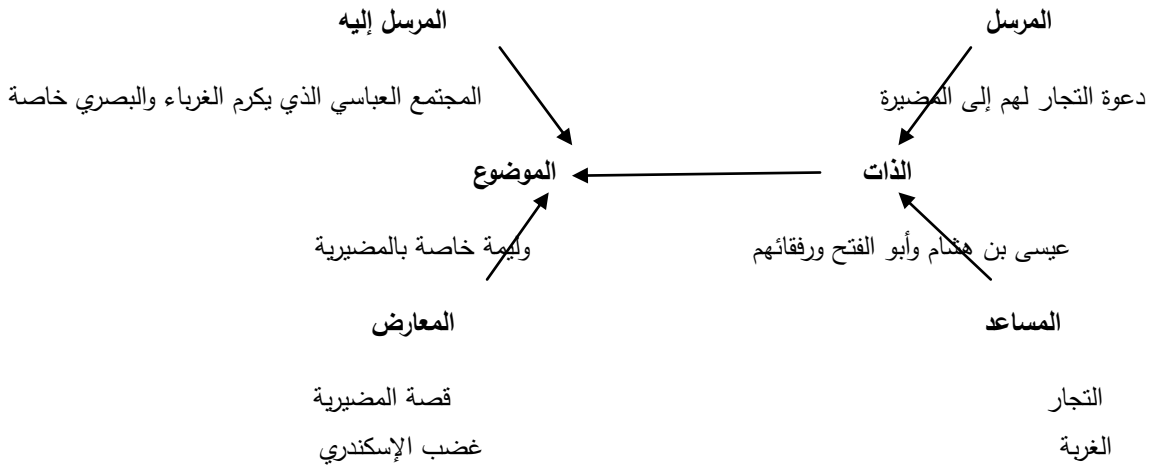 المرسل المرسل إليه
دعوة التجار لهم إلى المضيرة المجتمع العباسي الذي يكرم الغرباء والبصري خاصة
الذات الموضوع
عيسى بن هشام وأبو الفتح ورفقائهم وليمة خاصة بالمضيرية
المساعد المعارض
التجار قصة المضيرية
الغربة غضب الإسكندري